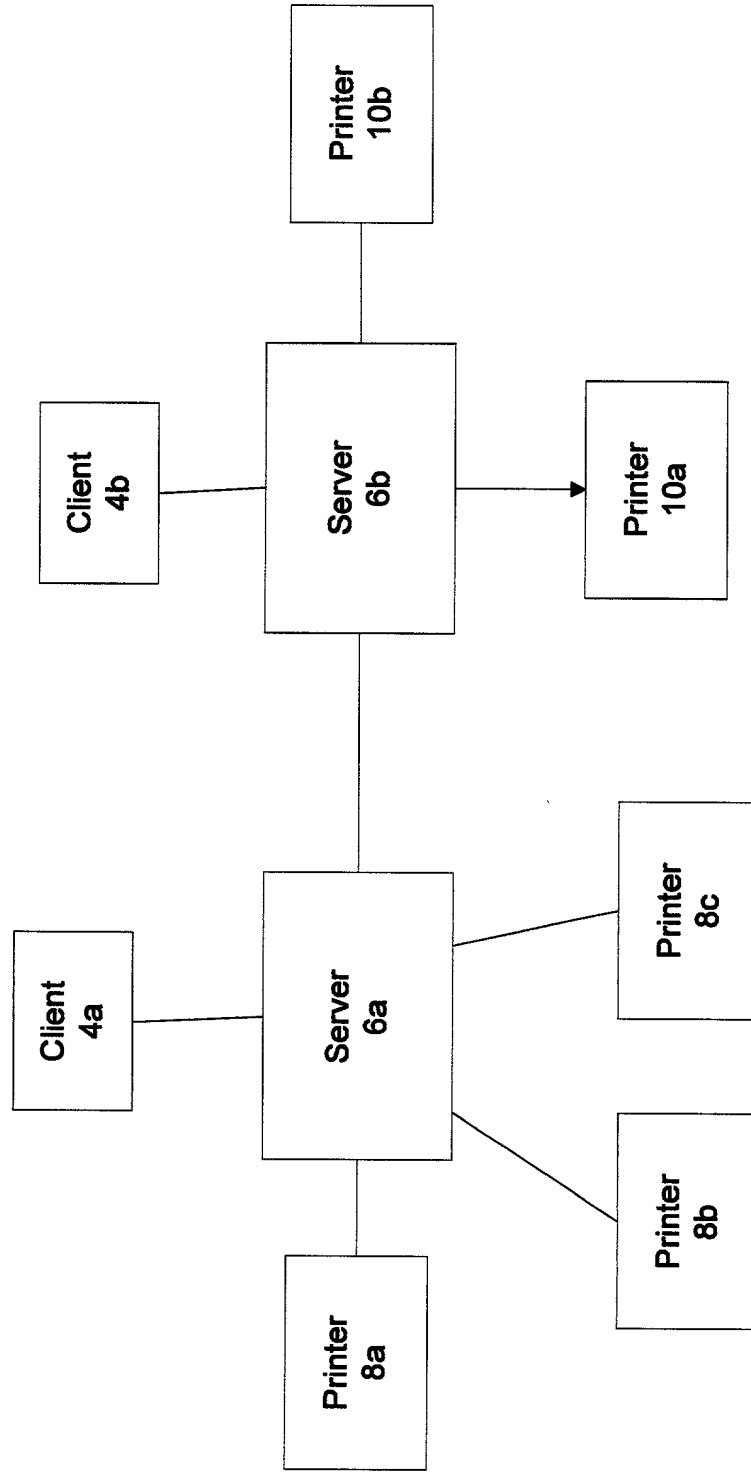 Client
4a
Client
4b
Printer
8a
Server
6a
Server
6b
Printer
10b
Printer
8b
Printer
8c
Printer
10a